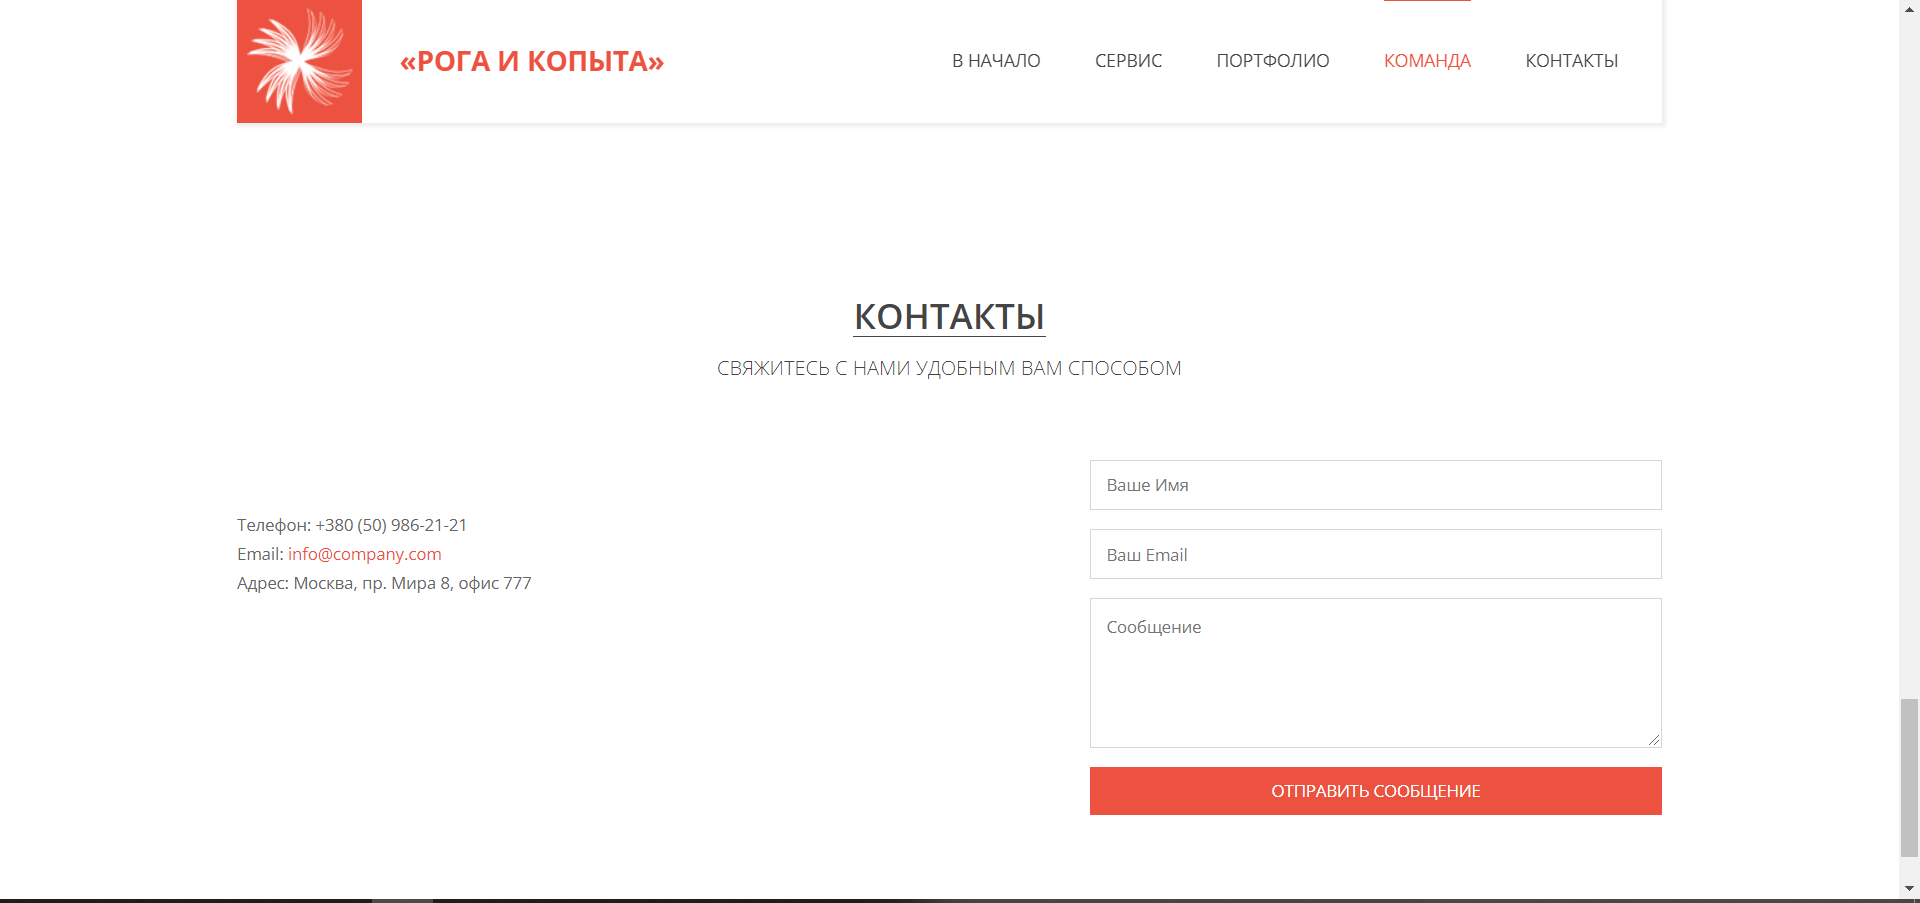 «РОГА И КОПЫТА»
В НАЧАЛО СЕРВИС ПОРТФОЛИО КОМАНДА КОНТАКТЫ
КОНТАКТЫ
СВЯЖИТЕСЬ С НАМИ УДОБНЫМ ВАМ СПОСОБОМ
Телефон: +380 (50) 986-21-21
Email: info@company.com
Адрес: Москва, пр. Мира 8, офис 777
Ваше Имя
Ваш Email
Сообщение
ОТПРАВИТЬ СООБЩЕНИЕ